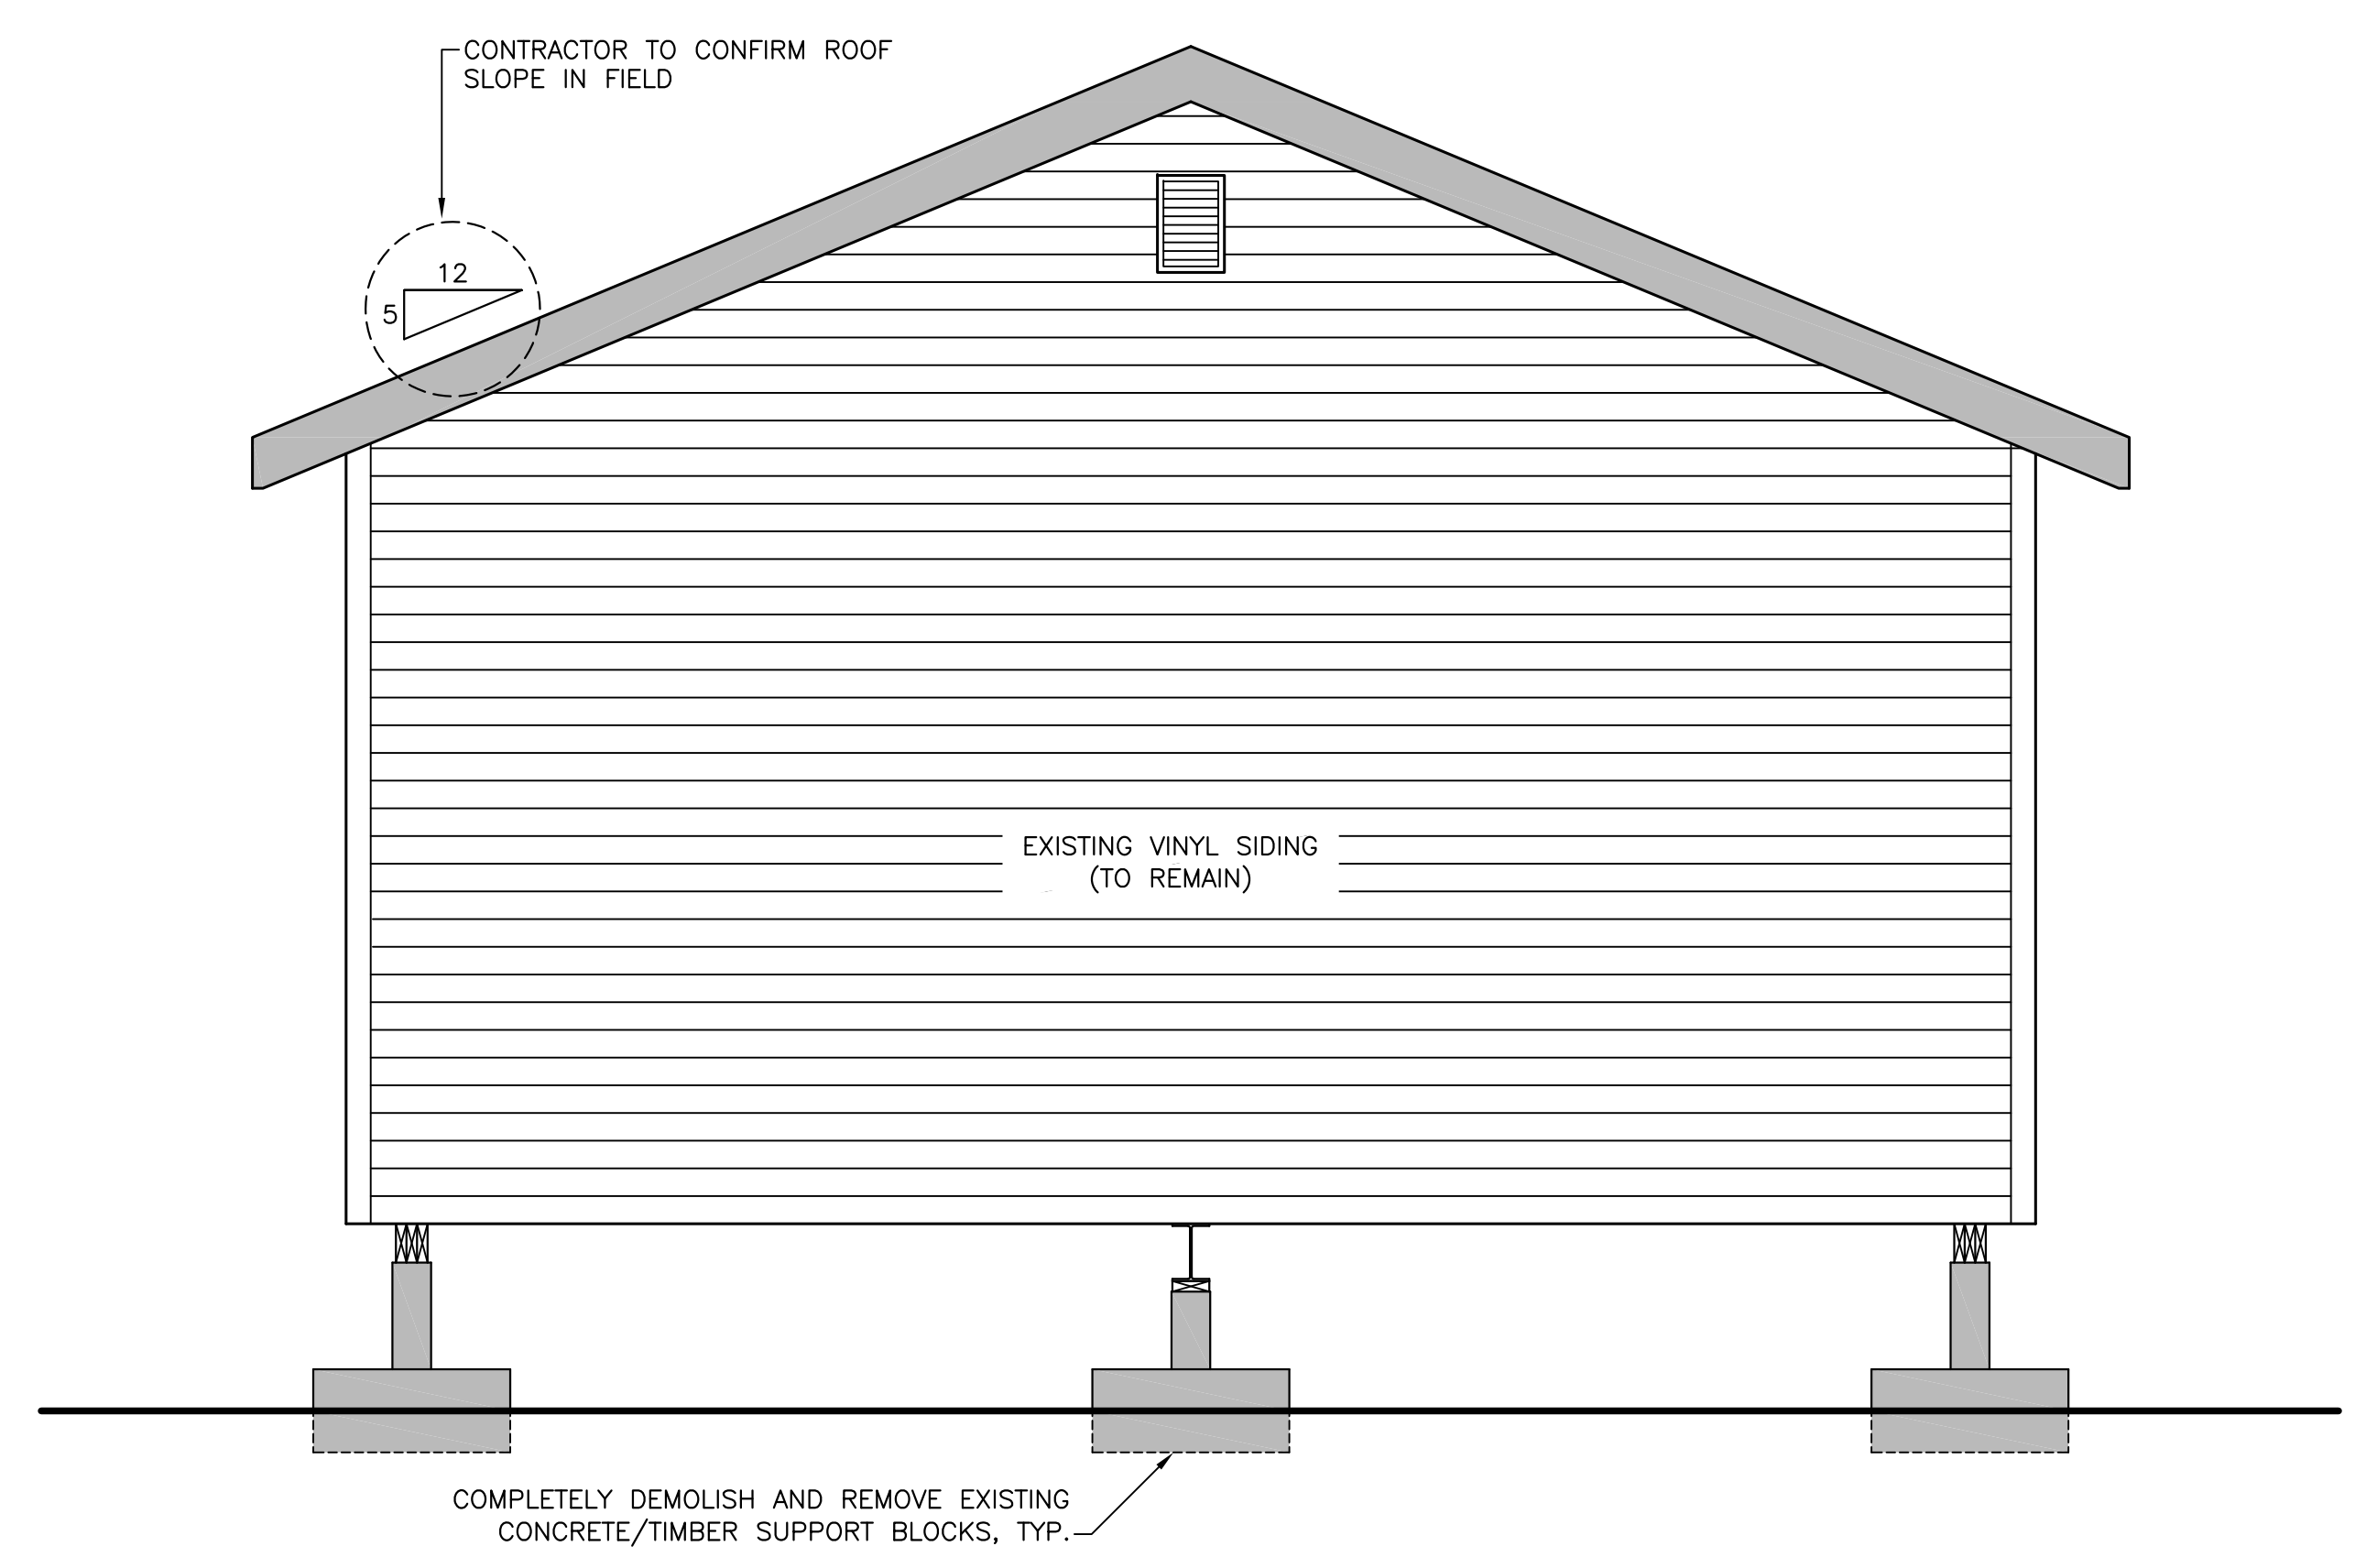 CONTRACTOR TO CONFIRM ROOF
SLOPE IN FIELD
12
5
EXISTING VINYL SIDING
(TO REMAIN)
COMPLETELY DEMOLISH AND REMOVE EXISTING
CONCRETE/TIMBER SUPPORT BLOCKS, TYP.